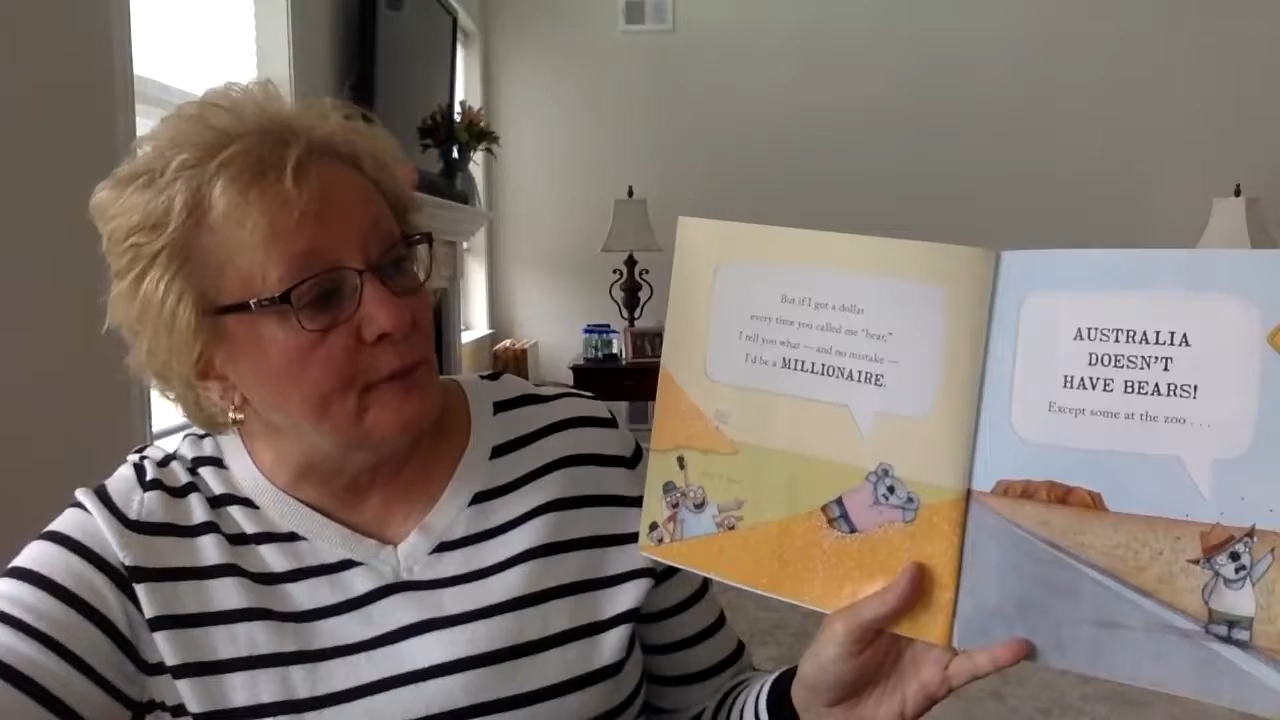 But if I got a dollar
every time you called me "bear,"
I tell you what — and no mistake —
I'd be a MILLIONAIRE.
AUSTRALIA
DOESN'T
HAVE BEARS!
Except some at the zoo . . .